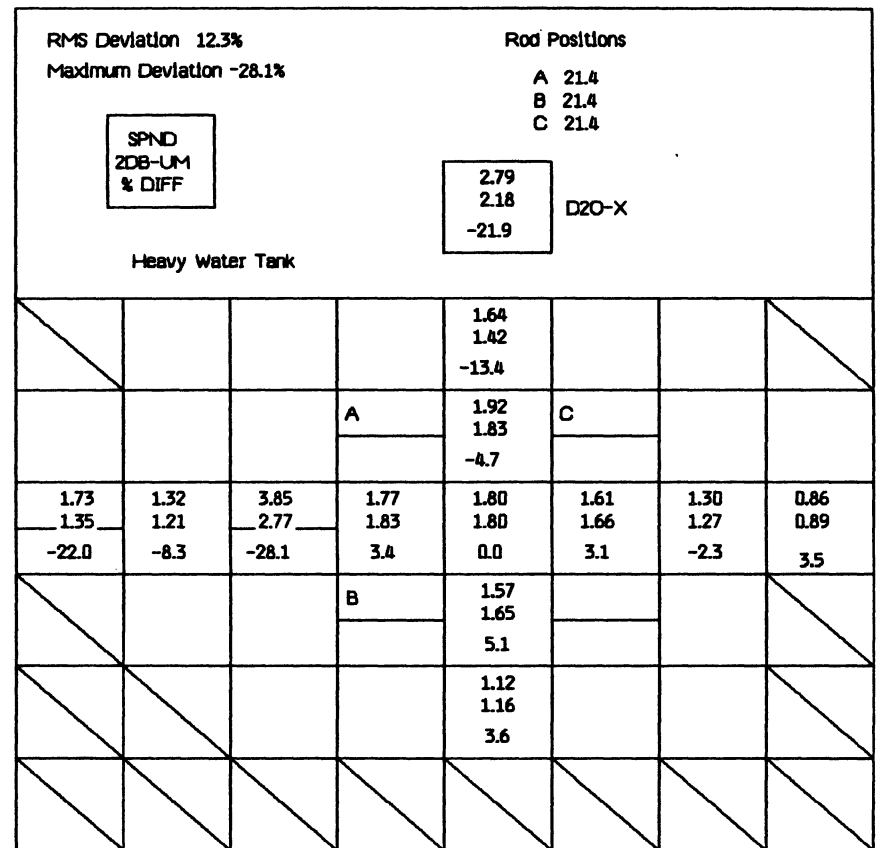 RMS Deviation 12.3%
Maximum Deviation -28.1%
Rod Positions
A 21.4
B 21.4
C 21.4
SPND
2DB-UM
% DIFF
2.79
2.18
-21.9
D2O-X
Heavy Water Tank
1.64
1.42
-13.4
A
1.92
1.83
-4.7
C
1.73 1.32 3.85 1.77 1.80 1.61 1.30 0.86
1.35 1.21 2.77 1.83 1.80 1.66 1.27 0.89
-22.0 -8.3 -28.1 3.4 0.0 3.1 -2.3 3.5
B
1.57
1.65
5.1
1.12
1.16
3.6